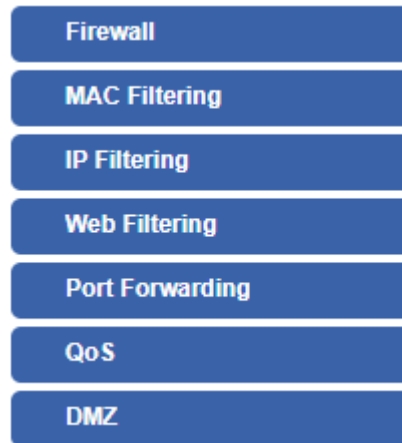 Firewall
MAC Filtering
IP Filtering
Web Filtering
Port Forwarding
QoS
DMZ